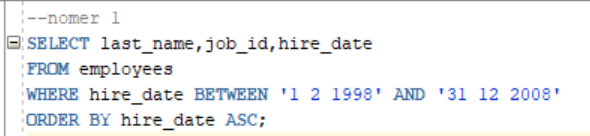 --nomer 1
SELECT last_name,job_id,hire_date
FROM employees
WHERE hire_date BETWEEN '1 2 1998' AND '31 12 2008'
ORDER BY hire_date ASC;